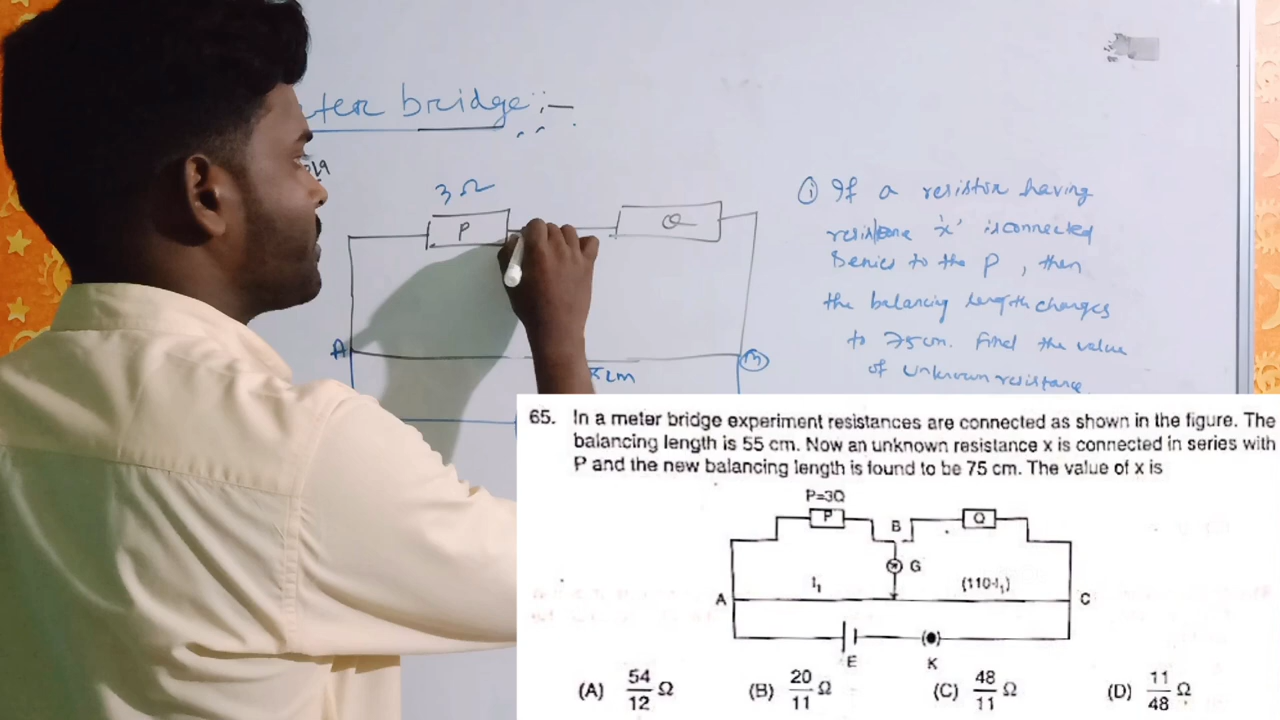 ter bridge :-
3Ω
P
Q
A
B
cm
① If a resistor having
resistance 'x' is connected
Series to the P, then
the balancing length changes
to 75 cm. Find the value
of unknown resistance
65. In a meter bridge experiment resistances are connected as shown in the figure. The
balancing length is 55 cm. Now an unknown resistance x is connected in series with
P and the new balancing length is found to be 75 cm. The value of x is
P=3Ω
P
B
Q
G
l₁
(110-l₁)
A
C
E
K
(A) 54/12 Ω (B) 20/11 Ω (C) 48/11 Ω (D) 11/48 Ω